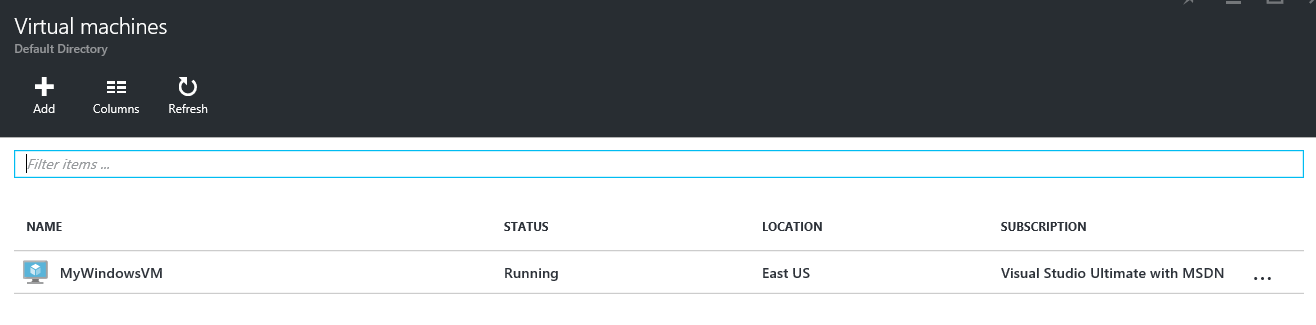 Virtual machines
Default Directory
Add Columns Refresh
Filter items ...
NAME STATUS LOCATION SUBSCRIPTION
MyWindowsVM Running East US Visual Studio Ultimate with MSDN ...